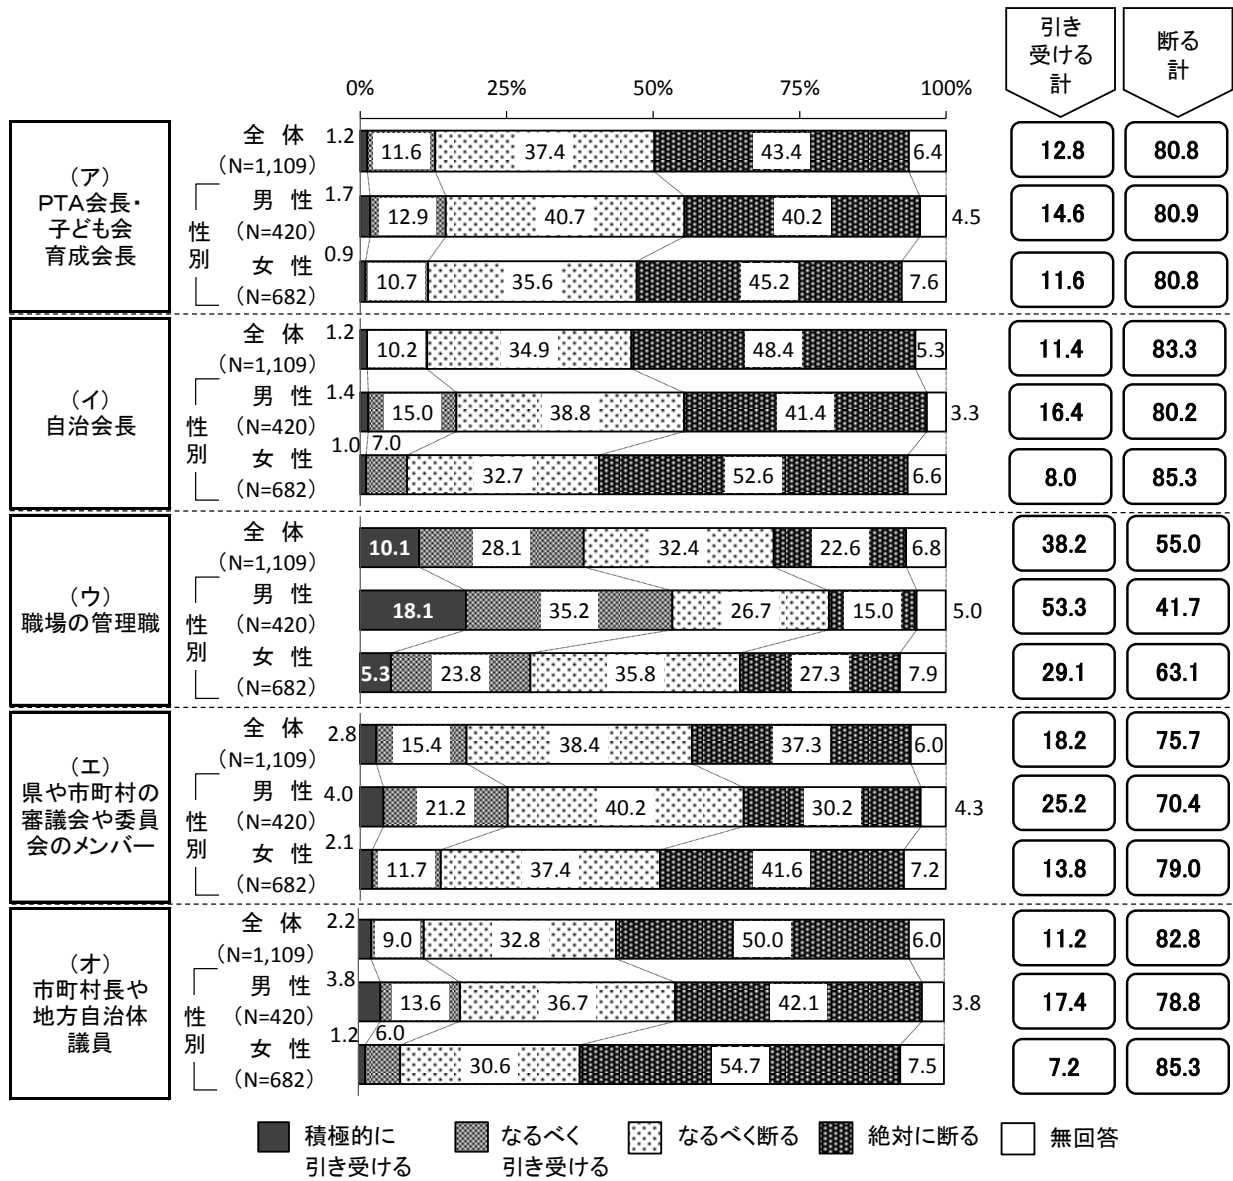 引き
受ける
計
断る
計
0% 25% 50% 75% 100%
（ア）
PTA会長・
子ども会
育成会長
性別
全 体 1.2 11.6 37.4 43.4 6.4 12.8 80.8
（N=1,109）
男 性 1.7 12.9 40.7 40.2 4.5 14.6 80.9
（N=420）
女 性 0.9 10.7 35.6 45.2 7.6 11.6 80.8
（N=682）
（イ）
自治会長
性別
全 体 1.2 10.2 34.9 48.4 5.3 11.4 83.3
（N=1,109）
男 性 1.4 15.0 38.8 41.4 3.3 16.4 80.2
（N=420）
女 性 1.0 7.0 32.7 52.6 6.6 8.0 85.3
（N=682）
（ウ）
職場の管理職
性別
全 体 10.1 28.1 32.4 22.6 6.8 38.2 55.0
（N=1,109）
男 性 18.1 35.2 26.7 15.0 5.0 53.3 41.7
（N=420）
女 性 5.3 23.8 35.8 27.3 7.9 29.1 63.1
（N=682）
（エ）
県や市町村の
審議会や委員
会のメンバー
性別
全 体 2.8 15.4 38.4 37.3 6.0 18.2 75.7
（N=1,109）
男 性 4.0 21.2 40.2 30.2 4.3 25.2 70.4
（N=420）
女 性 2.1 11.7 37.4 41.6 7.2 13.8 79.0
（N=682）
（オ）
市町村長や
地方自治体
議員
性別
全 体 2.2 9.0 32.8 50.0 6.0 11.2 82.8
（N=1,109）
男 性 3.8 13.6 36.7 42.1 3.8 17.4 78.8
（N=420）
女 性 1.2 6.0 30.6 54.7 7.5 7.2 85.3
（N=682）
積極的に
引き受ける
なるべく
引き受ける
なるべく断る
絶対に断る
無回答